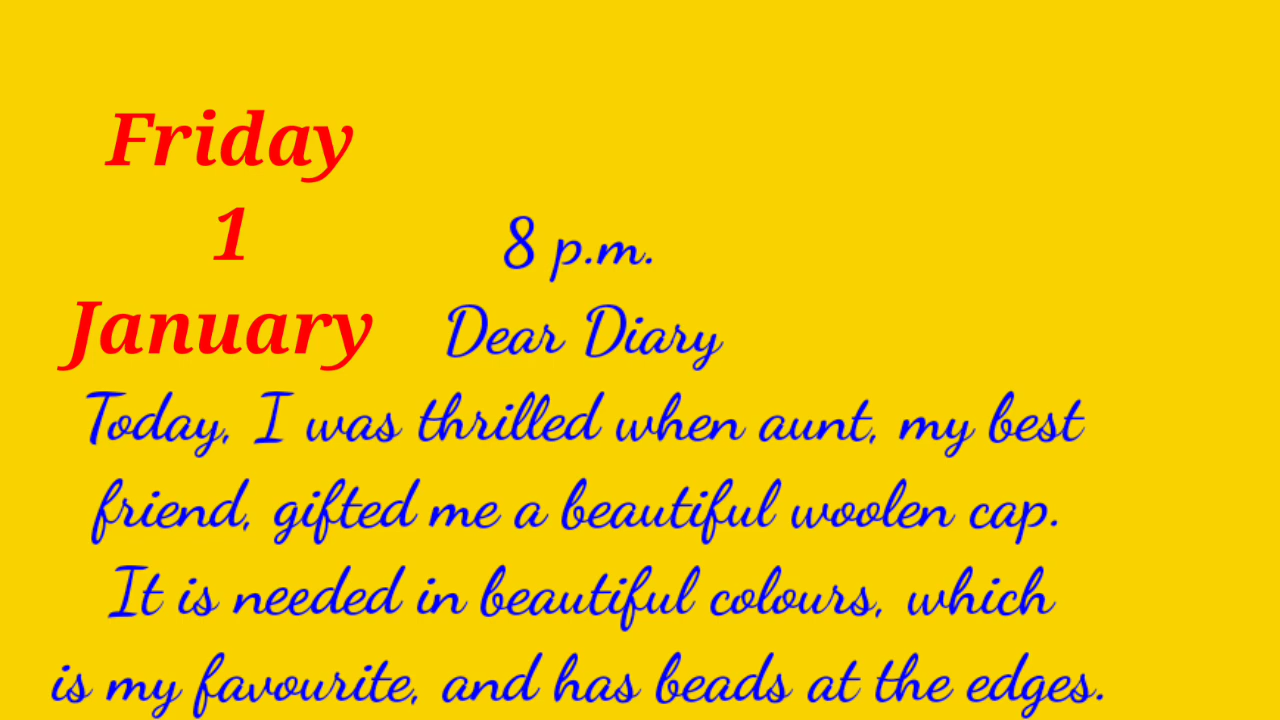 Friday
1
January
8 p.m.
Dear Diary
Today, I was thrilled when aunt, my best
friend, gifted me a beautiful woolen cap.
It is needed in beautiful colours, which
is my favourite, and has beads at the edges.